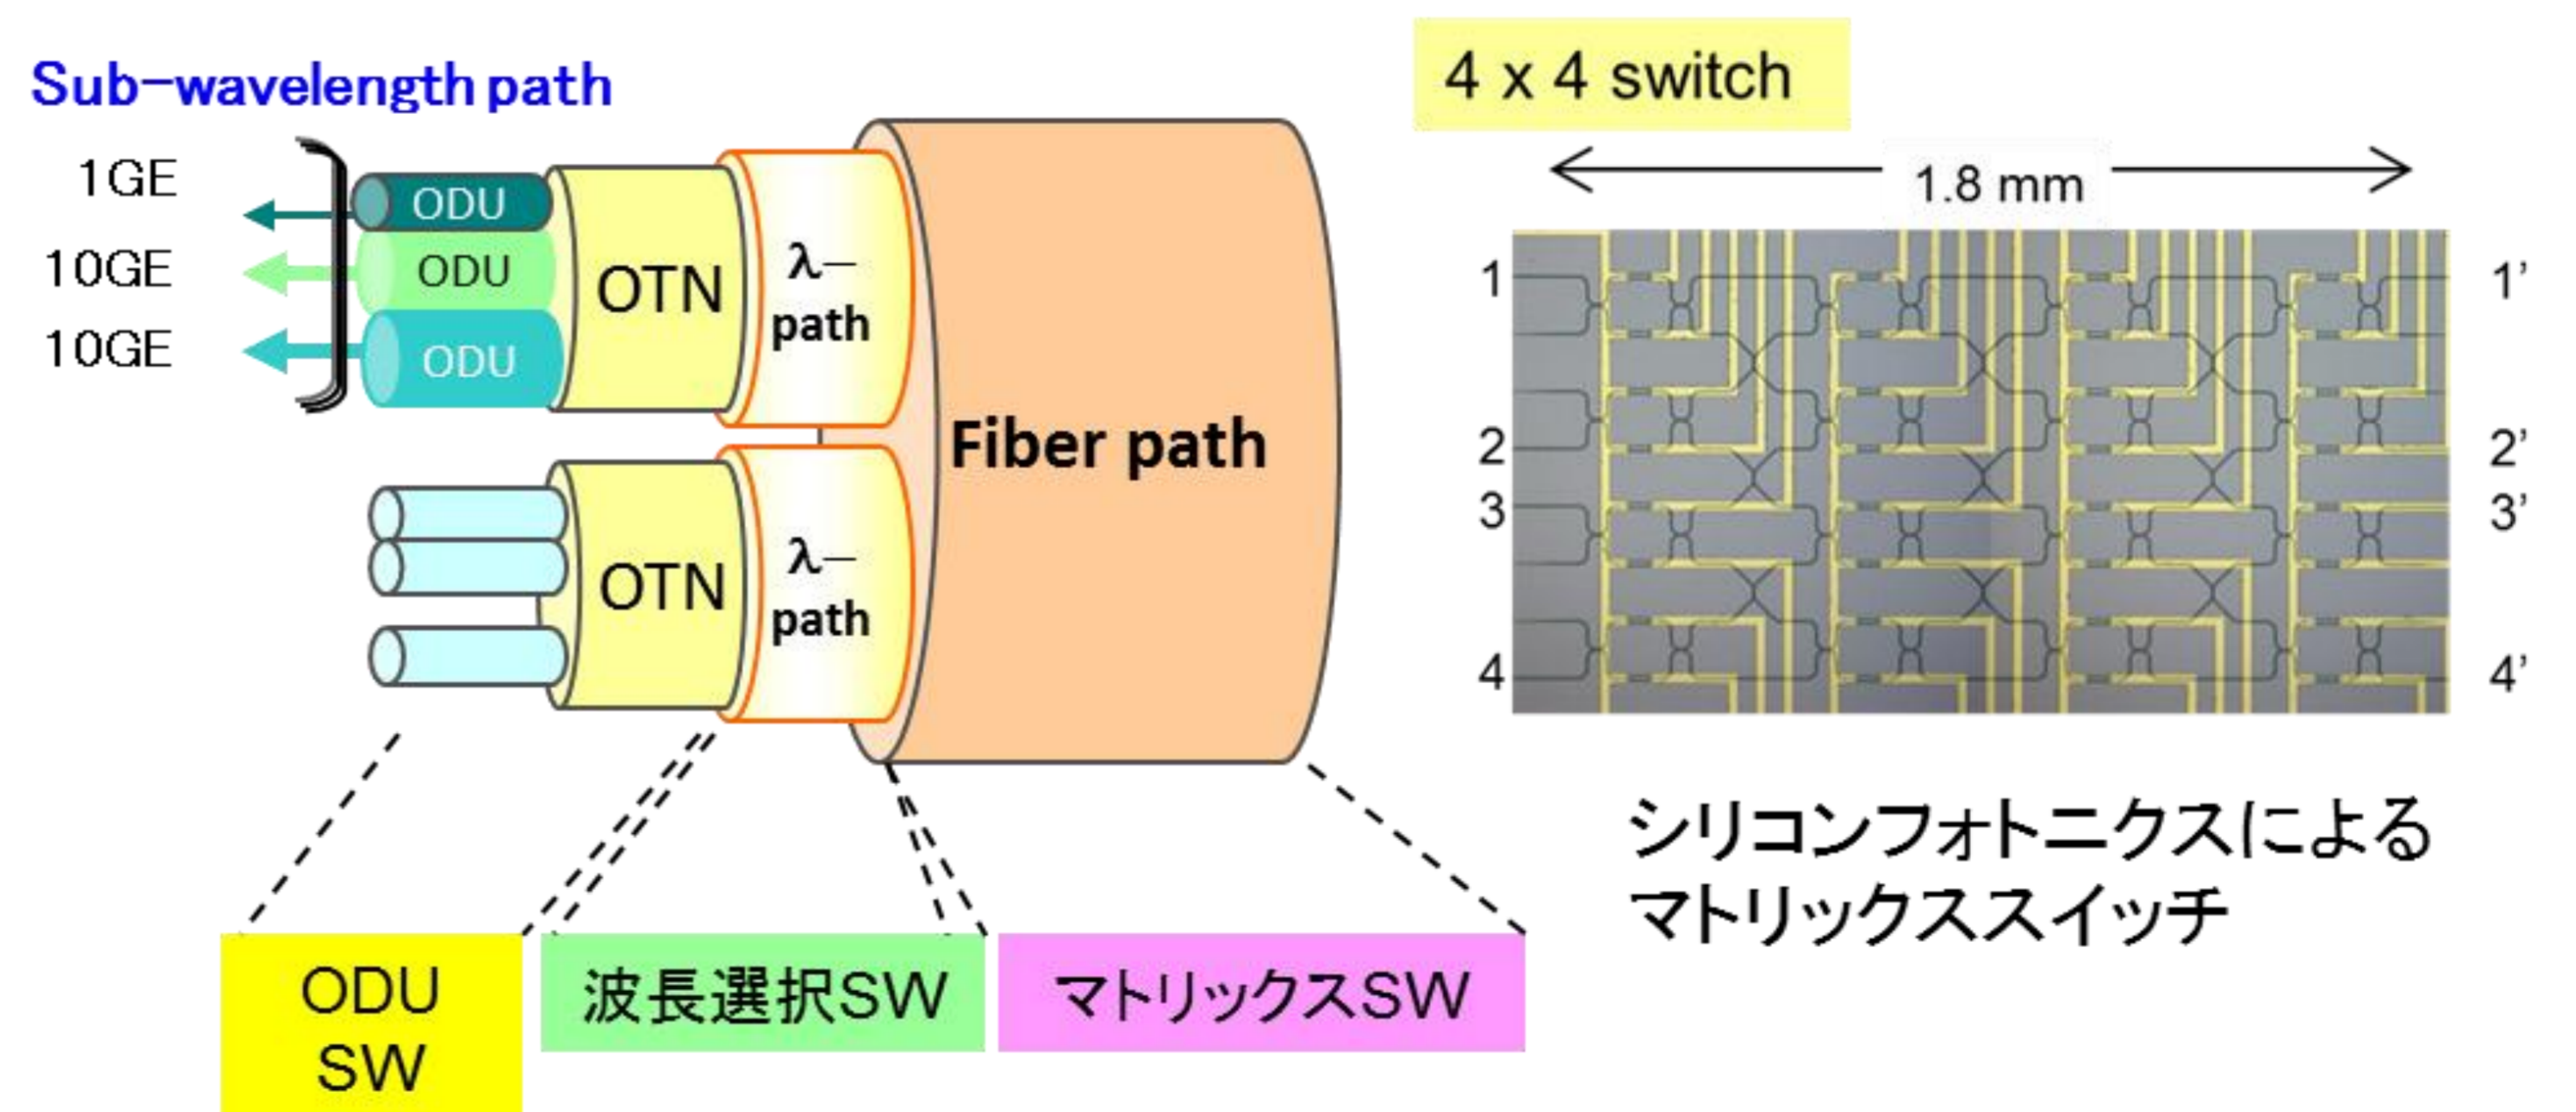 Sub-wavelength path
1GE
10GE
10GE
ODU
ODU
ODU
OTN
λ-
path
OTN
λ-
path
Fiber path
ODU
SW
波長選択SW
マトリックスSW
4 x 4 switch
1.8 mm
1
2
3
4
1’
2’
3’
4’
シリコンフォトニクスによる
マトリックススイッチ